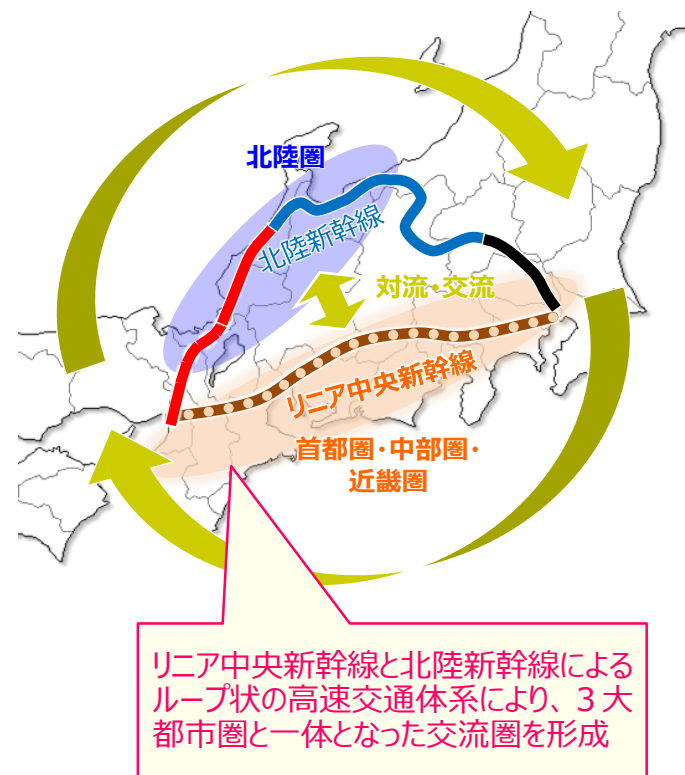 北陸圏
北陸新幹線
対流・交流
リニア中央新幹線
首都圏・中部圏・
近畿圏
リニア中央新幹線と北陸新幹線による
ループ状の高速交通体系により、３大
都市圏と一体となった交流圏を形成